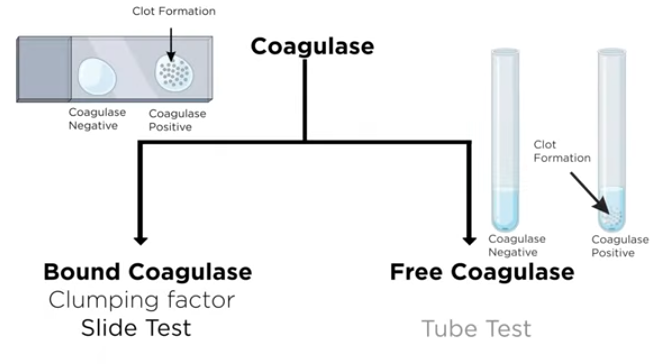 Clot Formation
Coagulase
Coagulase
Negative
Coagulase
Positive
Clot
Formation
Coagulase
Negative
Coagulase
Positive
Bound Coagulase
Clumping factor
Slide Test
Free Coagulase
Tube Test